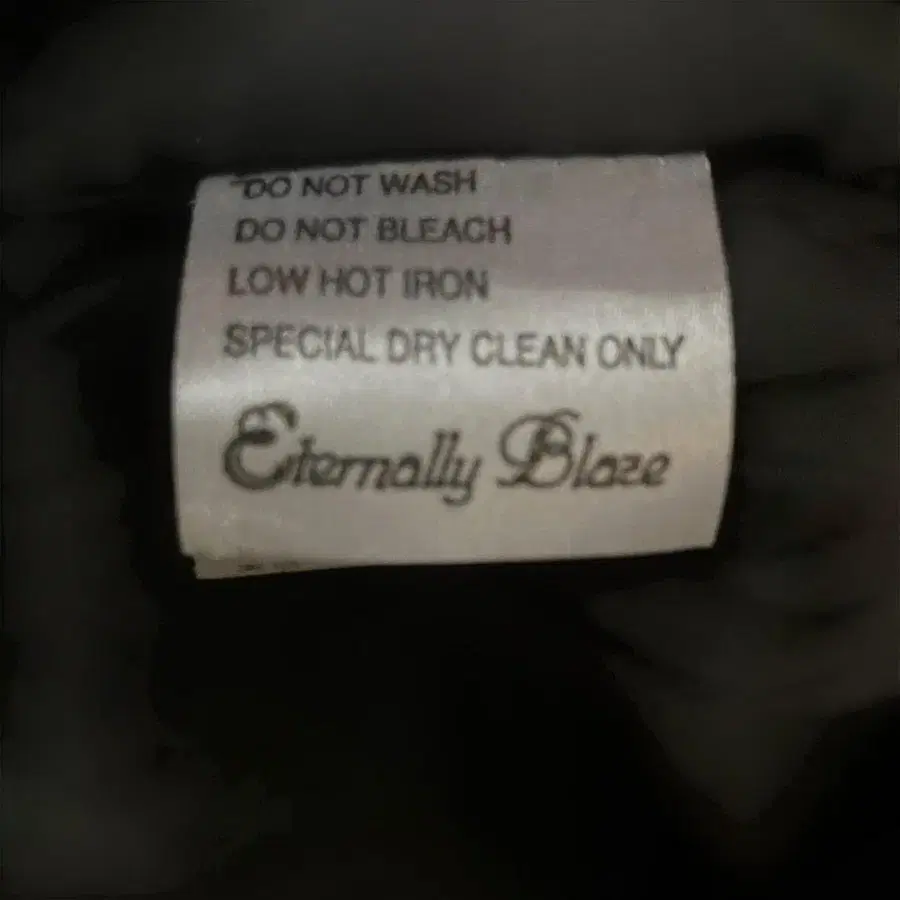 DO NOT WASH
DO NOT BLEACH
LOW HOT IRON
SPECIAL DRY CLEAN ONLY
Eternally Blaze